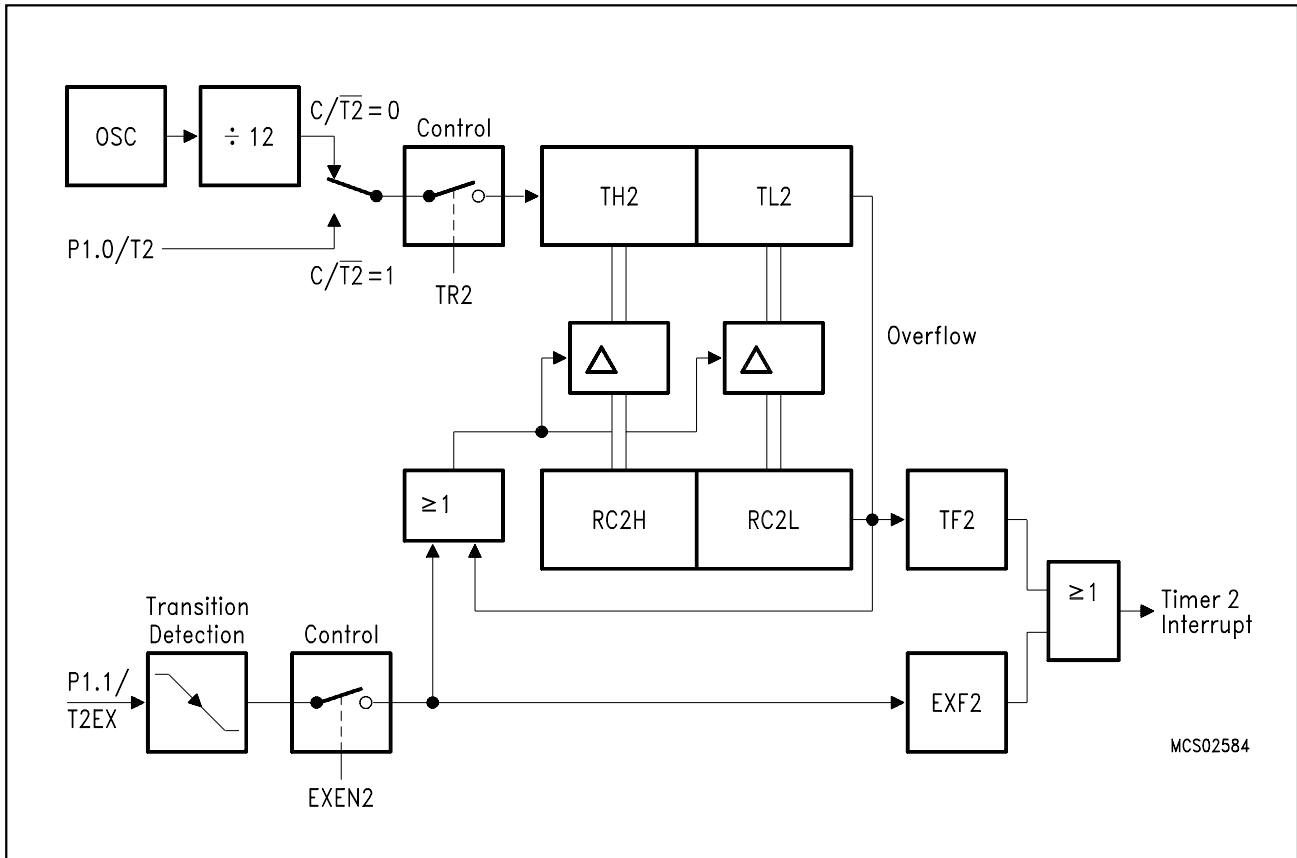 C/T2̅=0
OSC
÷ 12
Control
TH2
TL2
P1.0/T2
C/T2̅=1
TR2
Overflow
≥1
RC2H
RC2L
TF2
≥1
Timer 2
Interrupt
Transition
Detection
Control
P1.1/
T2EX
EXF2
EXEN2
MCS02584